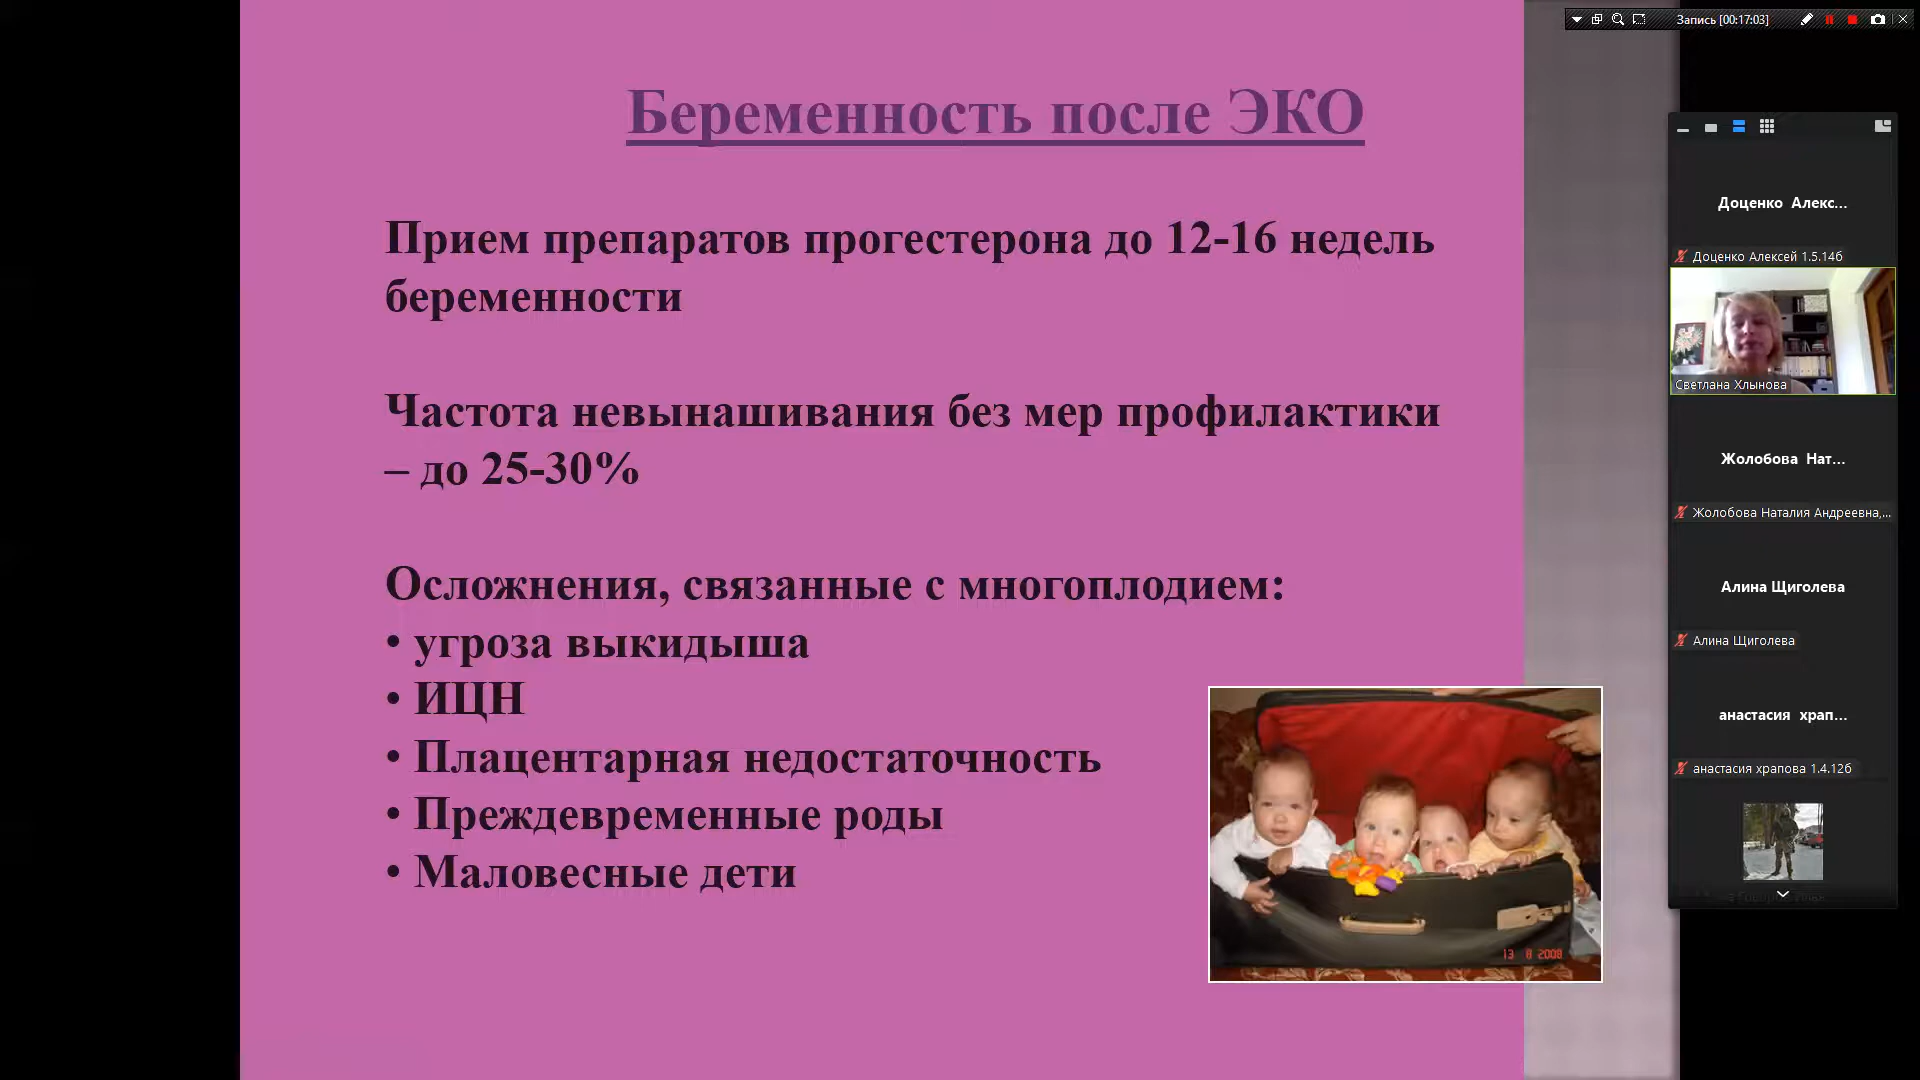 Запись [00:17:03]
Беременность после ЭКО
Прием препаратов прогестерона до 12-16 недель
беременности
Частота невынашивания без мер профилактики
– до 25-30%
Осложнения, связанные с многоплодием:
• угроза выкидыша
• ИЦН
• Плацентарная недостаточность
• Преждевременные роды
• Маловесные дети
13 8 2008
Доценко Алекс...
Доценко Алексей 1.5.14б
Светлана Хлынова
Жолобова Нат...
Жолобова Наталия Андреевна,...
Алина Щиголева
Алина Щиголева
анастасия храп...
анастасия храпова 1.4.12б